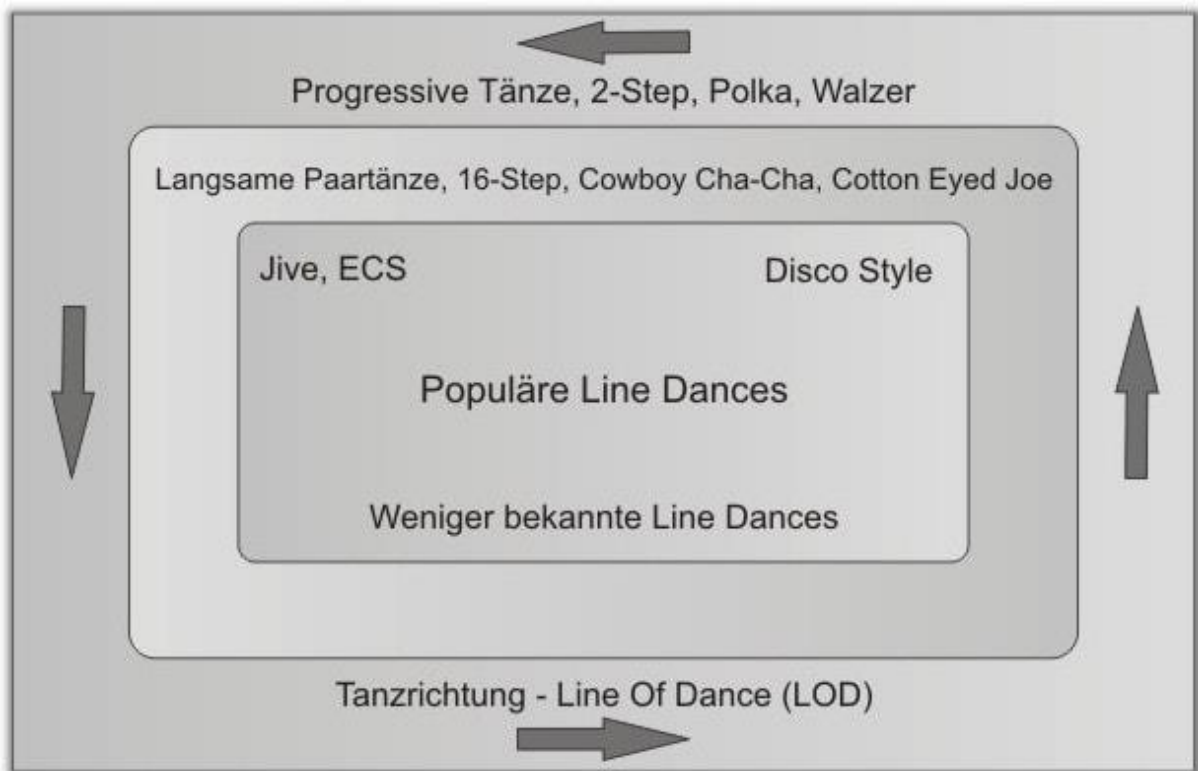 Progressive Tänze, 2-Step, Polka, Walzer
Langsame Paartänze, 16-Step, Cowboy Cha-Cha, Cotton Eyed Joe
Jive, ECS
Disco Style
Populäre Line Dances
Weniger bekannte Line Dances
Tanzrichtung - Line Of Dance (LOD)